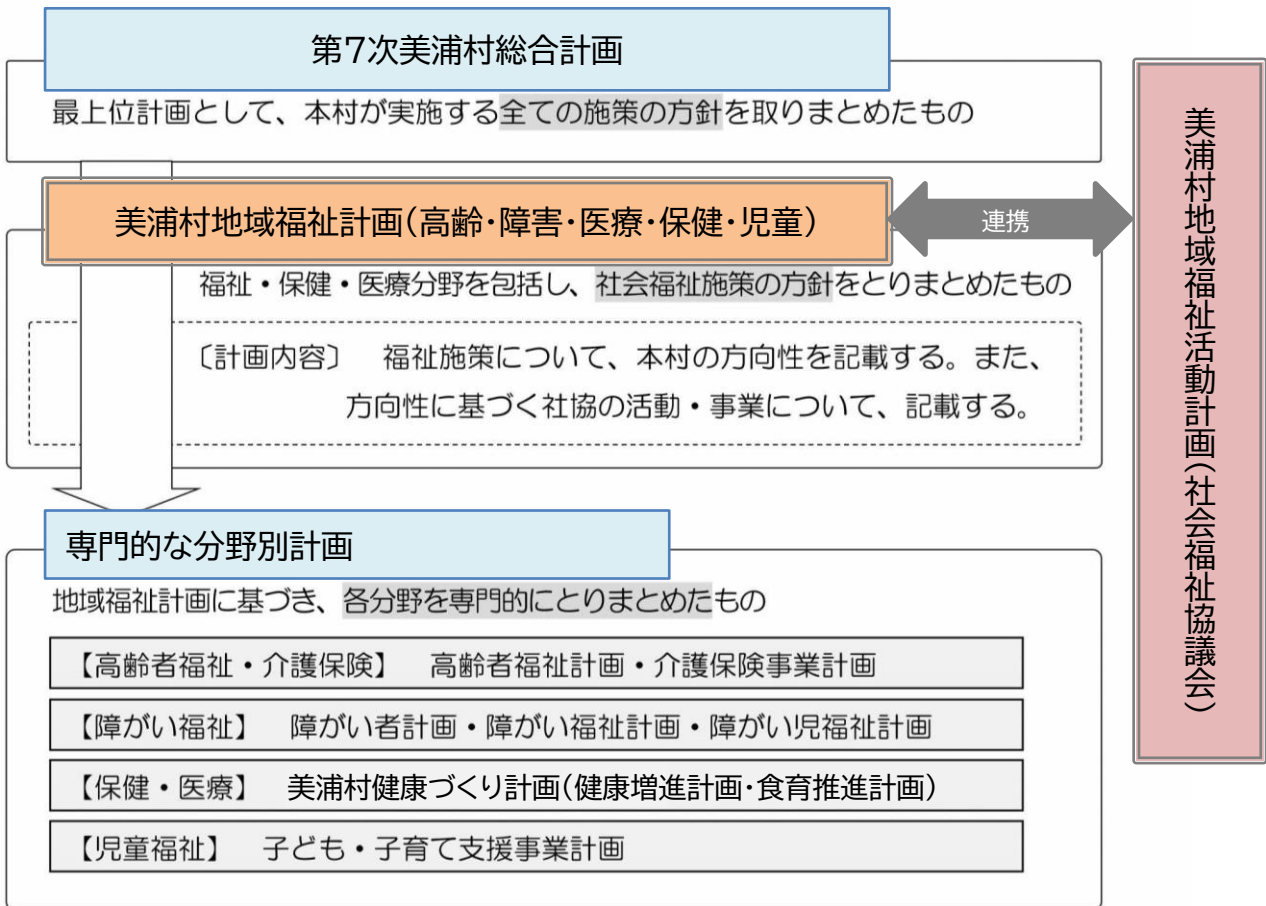 第7次美浦村総合計画
最上位計画として、本村が実施する全ての施策の方針を取りまとめたもの
美浦村地域福祉計画(高齢・障害・医療・保健・児童)
連携
福祉・保健・医療分野を包括し、社会福祉施策の方針をとりまとめたもの
〔計画内容〕 福祉施策について、本村の方向性を記載する。また、
方向性に基づく社協の活動・事業について、記載する。
専門的な分野別計画
地域福祉計画に基づき、各分野を専門的にとりまとめたもの
【高齢者福祉・介護保険】 高齢者福祉計画・介護保険事業計画
【障がい福祉】 障がい者計画・障がい福祉計画・障がい児福祉計画
【保健・医療】 美浦村健康づくり計画(健康増進計画・食育推進計画)
【児童福祉】 子ども・子育て支援事業計画
美浦村地域福祉活動計画(社会福祉協議会)